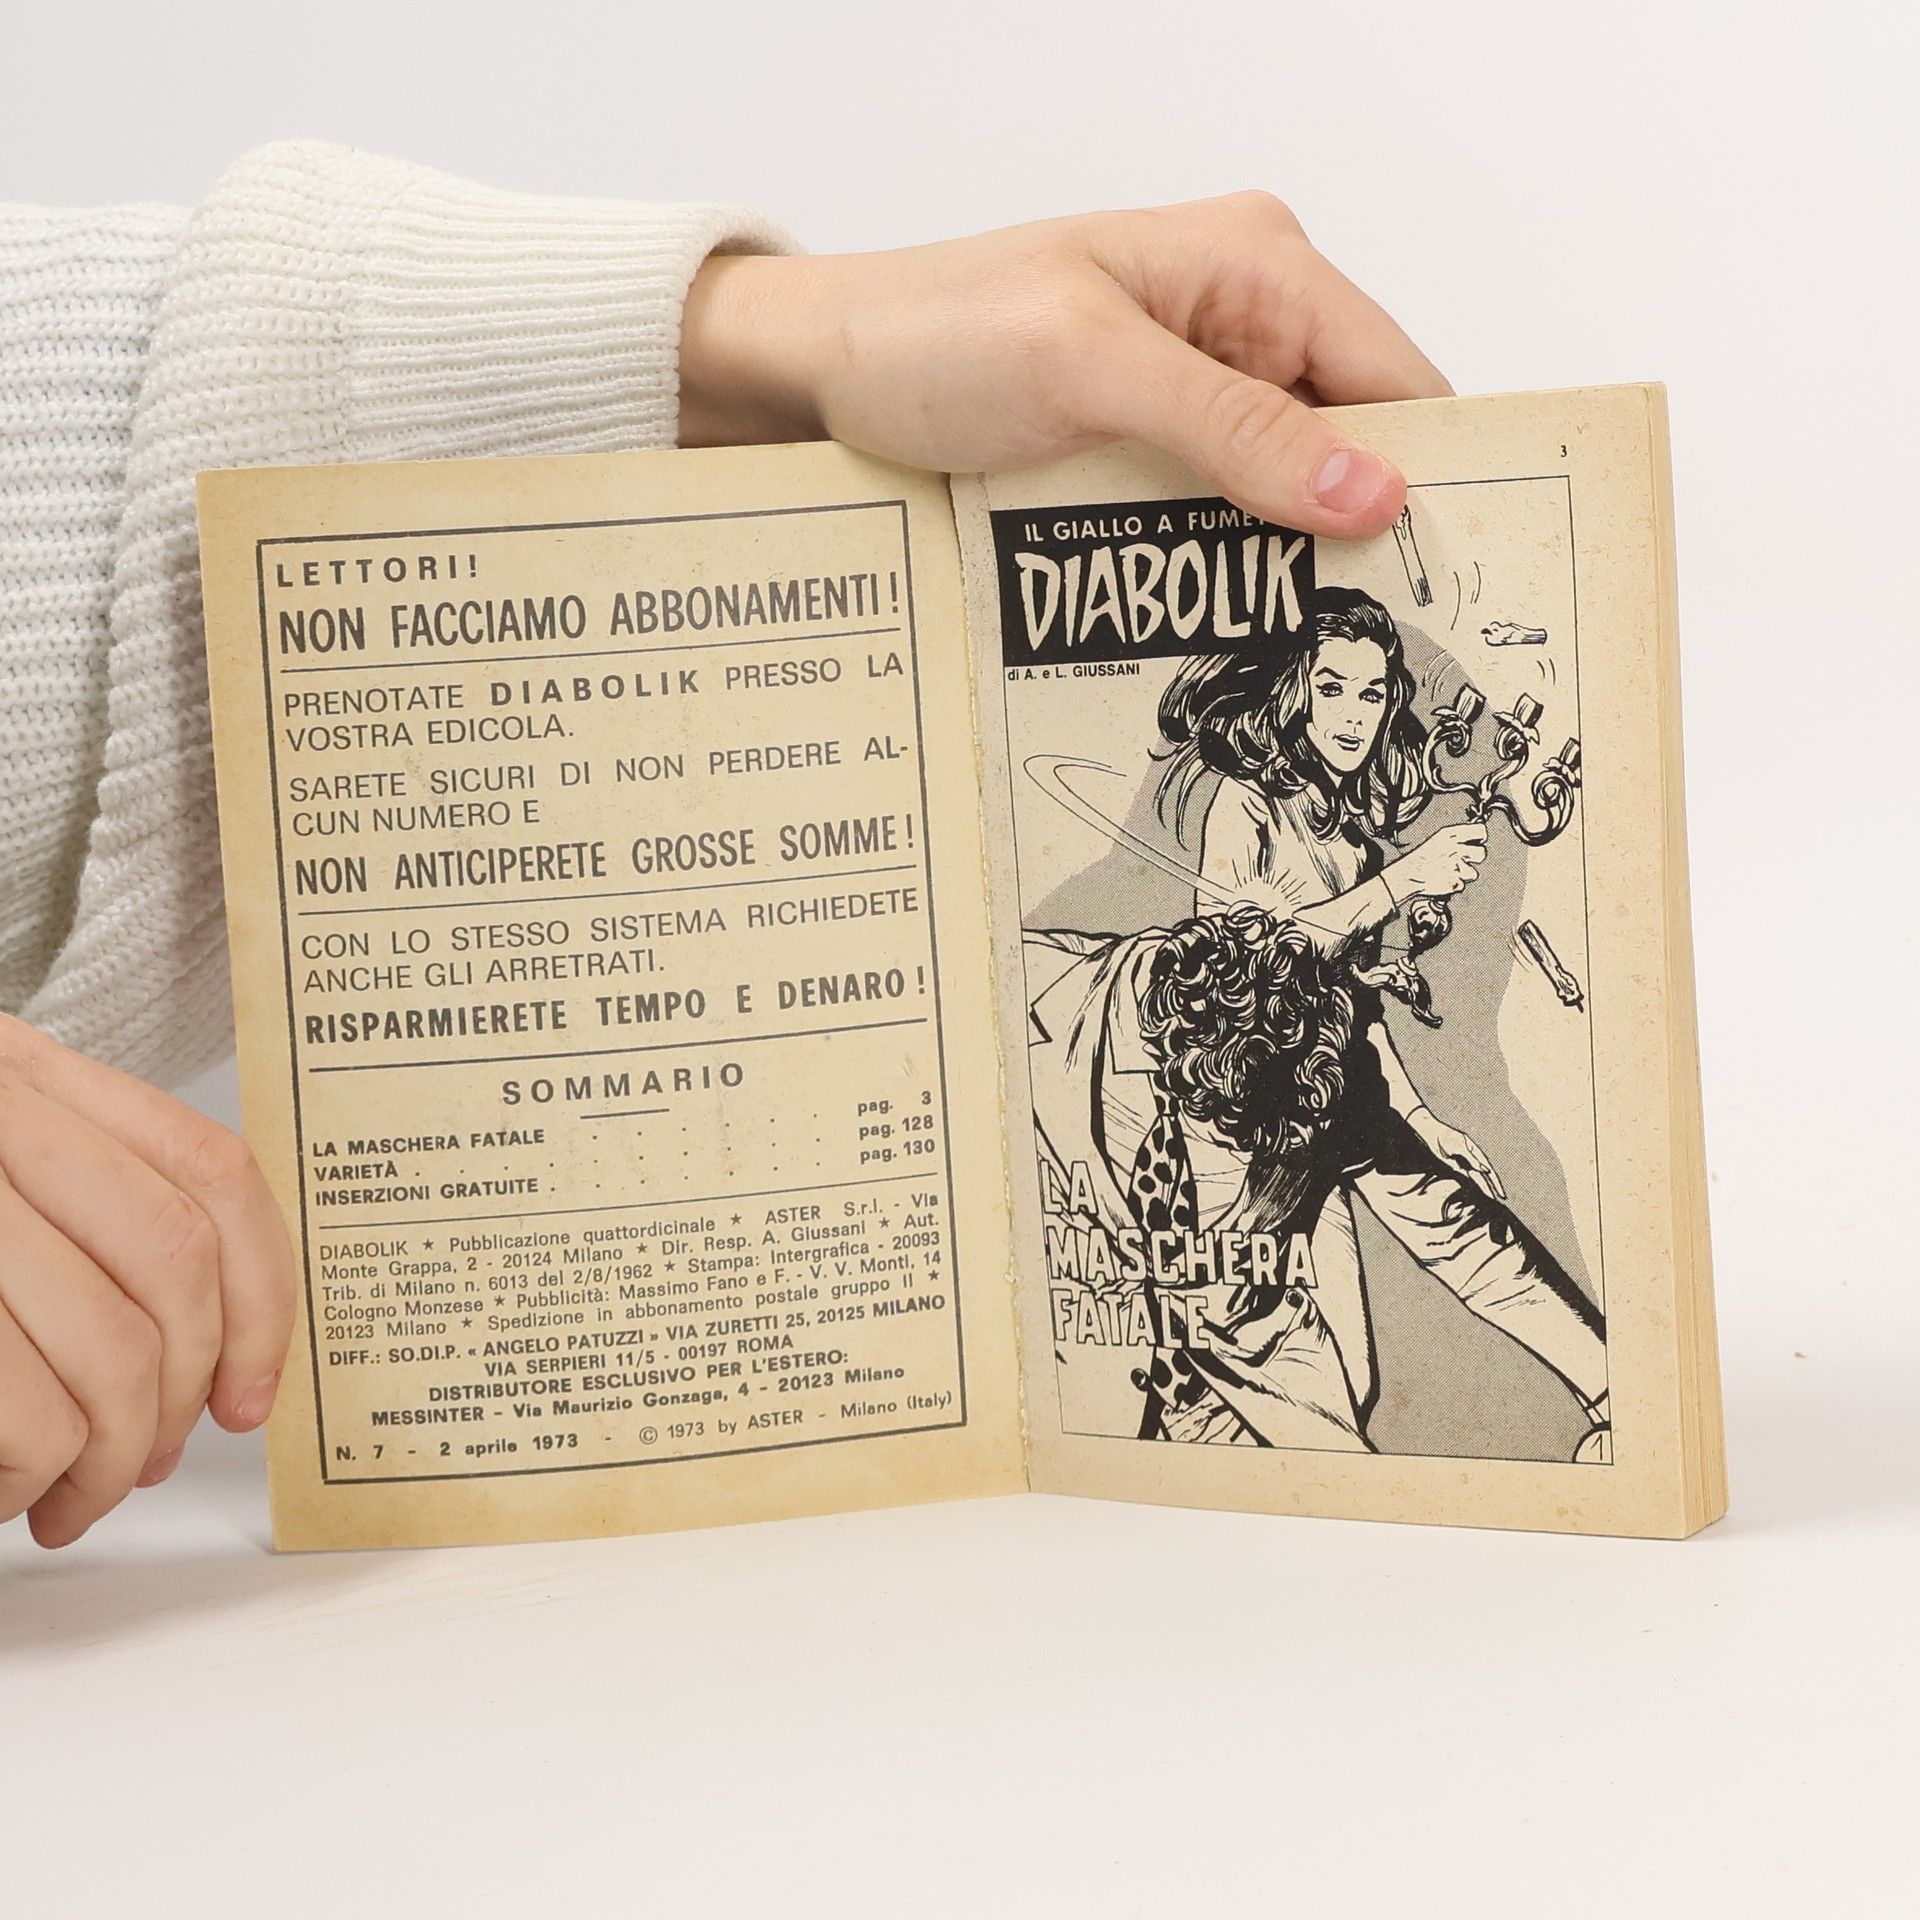 LETTORI!
NON FACCIAMO ABBONAMENTI!
PRENOTATE DIABOLIK PRESSO LA
VOSTRA EDICOLA.
SARETE SICURI DI NON PERDERE AL-
CUN NUMERO E
NON ANTICIPERETE GROSSE SOMME!
CON LO STESSO SISTEMA RICHIEDETE
ANCHE GLI ARRETRATI.
RISPARMIERETE TEMPO E DENARO!
SOMMARIO
LA MASCHERA FATALE . . . . . . pag. 3
VARIETÀ . . . . . . . . . pag. 128
INSERZIONI GRATUITE . . . . . . . pag. 130
DIABOLIK ★ Pubblicazione quattordicinale ★ ASTER S.r.l. - Via
Monte Grappa, 2 - 20124 Milano ★ Dir. Resp. A. Giussani ★ Aut.
Trib. di Milano n. 6013 del 2/8/1962 ★ Stampa: Intergrafica - 20093
Cologno Monzese ★ Pubblicità: Massimo Fano e F. - V. V. Monti, 14
20123 Milano ★ Spedizione in abbonamento postale gruppo II ★
DIFF.: SO.DI.P. « ANGELO PATUZZI » VIA ZURETTI 25, 20125 MILANO
VIA SERPIERI 11/5 - 00197 ROMA
DISTRIBUTORE ESCLUSIVO PER L'ESTERO:
MESSINTER - Via Maurizio Gonzaga, 4 - 20123 Milano
N. 7 - 2 aprile 1973 - © 1973 by ASTER - Milano (Italy)
3
IL GIALLO A FUME
DIABOLIK
di A. e L. GIUSSANI
LA
MASCHERA
FATALE
1